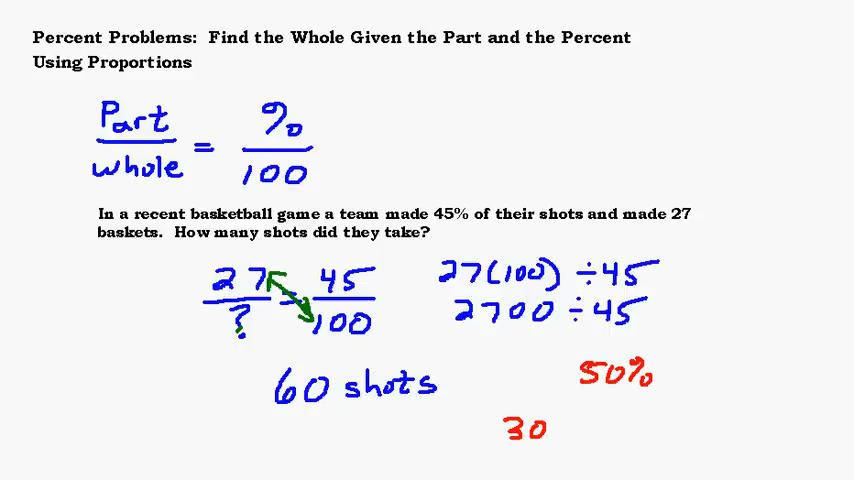 Percent Problems: Find the Whole Given the Part and the Percent
Using Proportions
Part = %
whole 100
In a recent basketball game a team made 45% of their shots and made 27
baskets. How many shots did they take?
27 = 45 27(100) ÷45
? 100 2700 ÷45
60 shots
50%
30